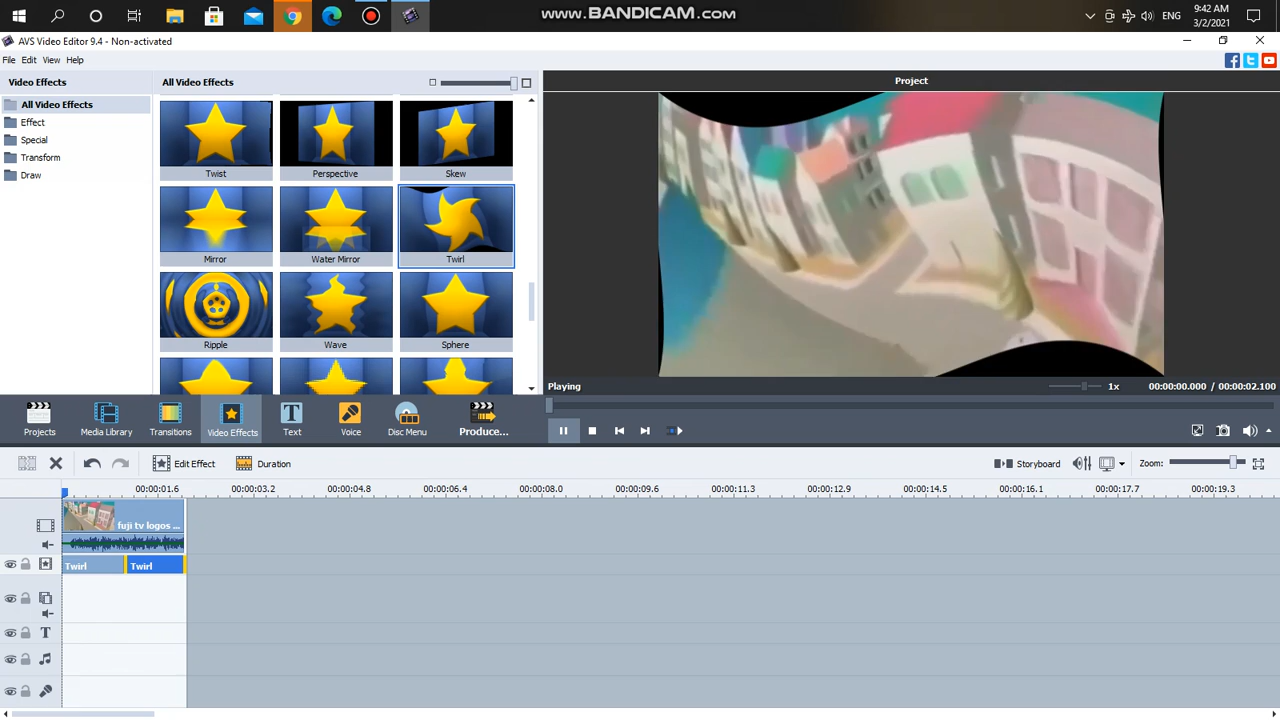 www.BANDICAM.com
9:42 AM
ENG
3/2/2021
AVS Video Editor 9.4 - Non-activated
File Edit View Help
Video Effects
All Video Effects
Project
All Video Effects
Effect
Special
Transform
Draw
Twist
Perspective
Skew
Mirror
Water Mirror
Twirl
Ripple
Wave
Sphere
Playing
1x
00:00:00.000 / 00:00:02.100
Projects
Media Library
Transitions
Video Effects
Text
Voice
Disc Menu
Produce...
Edit Effect
Duration
Storyboard
Zoom:
00:00:01.6 00:00:03.2 00:00:04.8 00:00:06.4 00:00:08.0 00:00:09.6 00:00:11.3 00:00:12.9 00:00:14.5 00:00:16.1 00:00:17.7 00:00:19.3
fuji tv logos ...
Twirl
Twirl
T